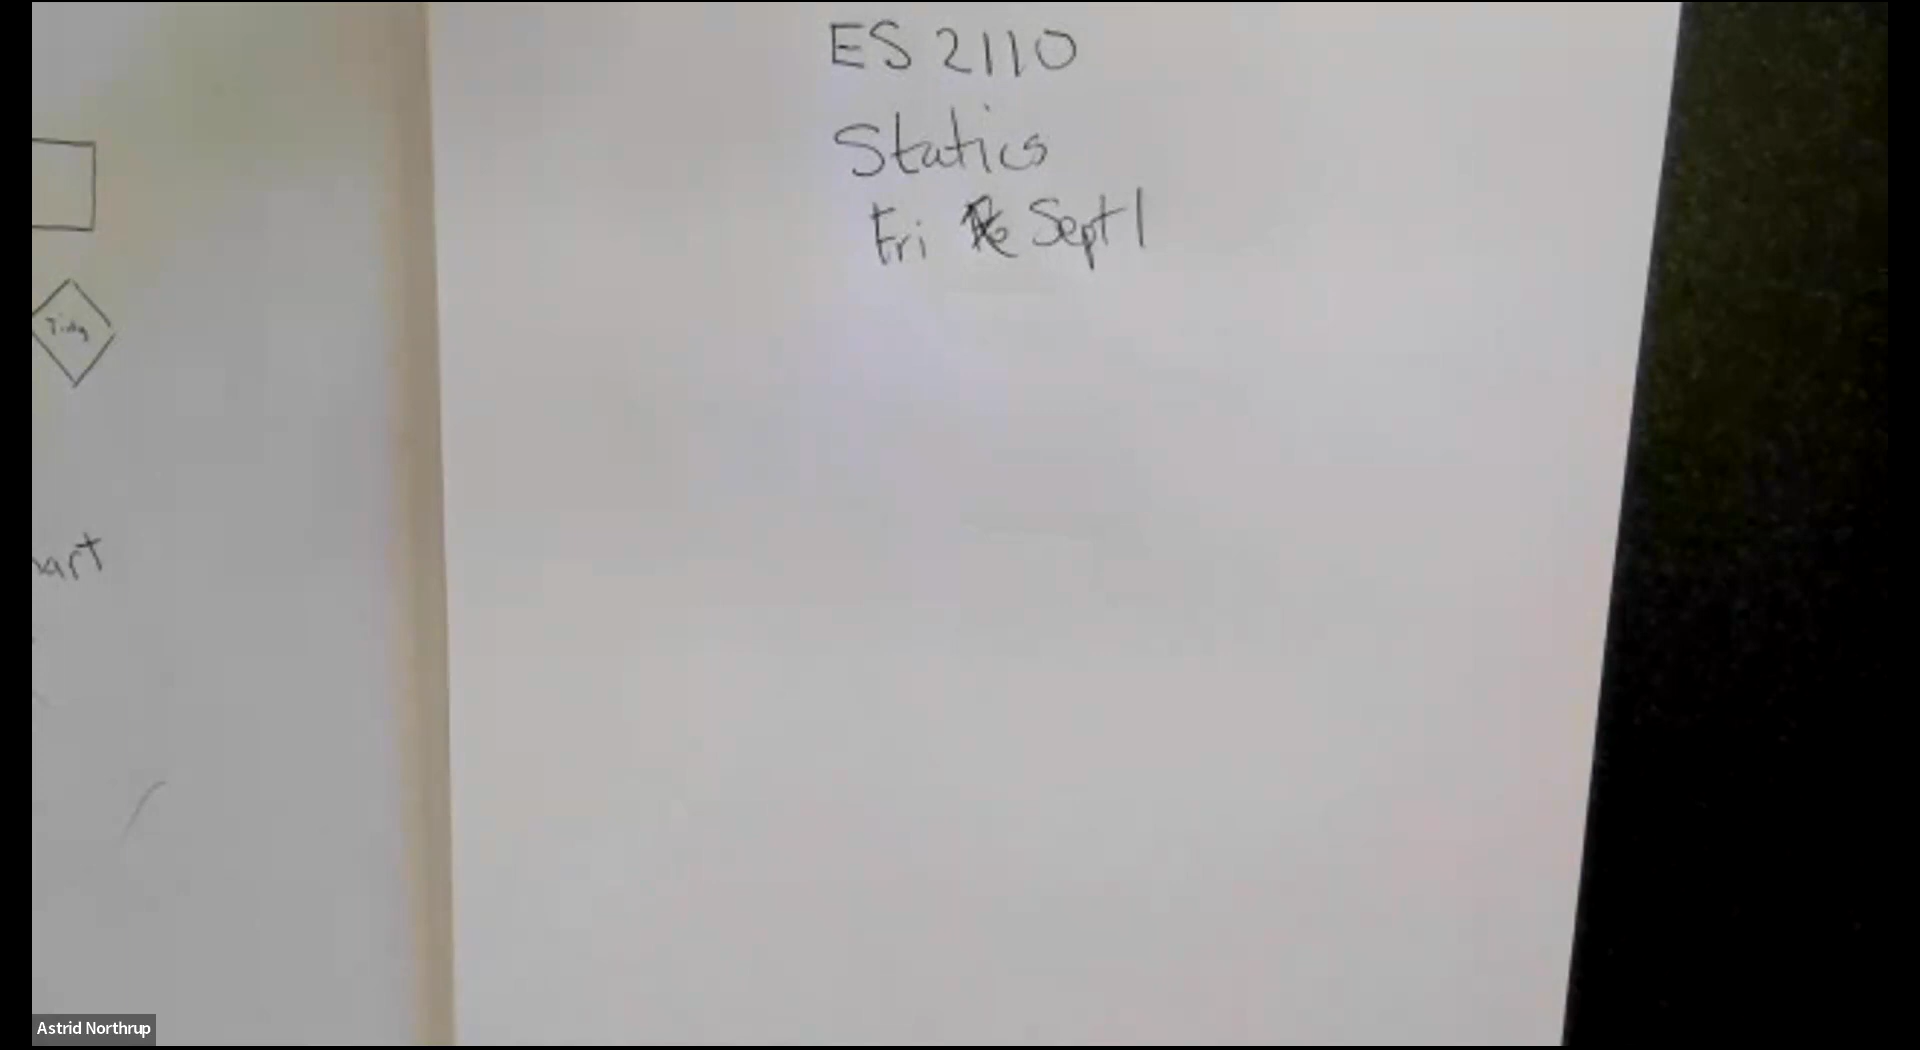 ES 2110
Statics
Fri Sept 1
art
Astrid Northrup